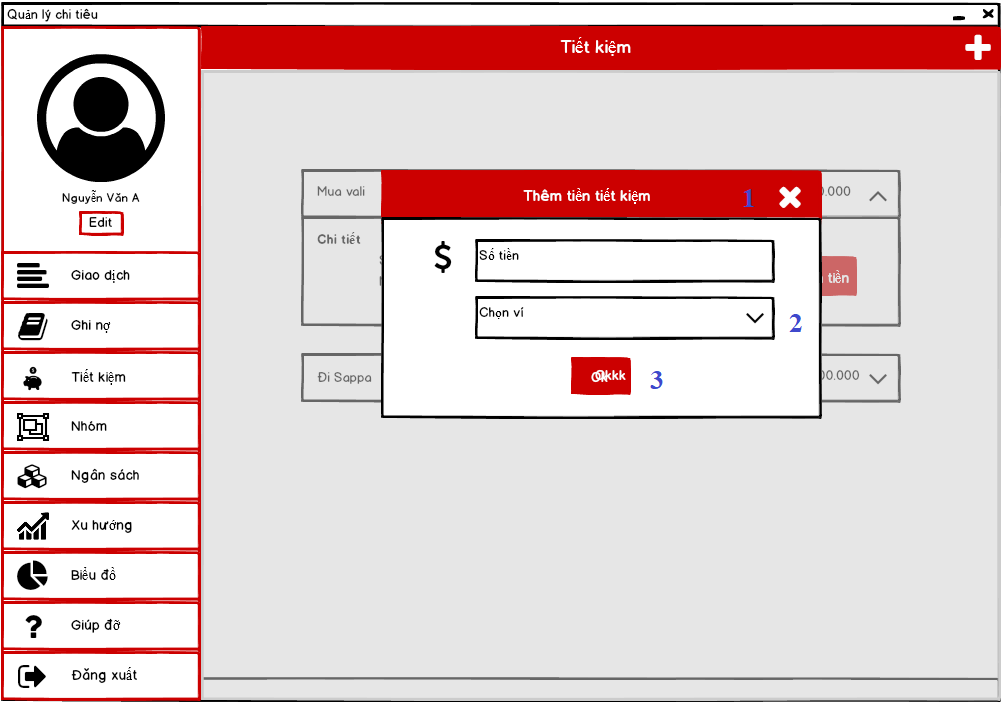 Quản lý chi tiêu
Tiết kiệm
Nguyễn Văn A
Edit
Giao dịch
Ghi nợ
Tiết kiệm
Nhóm
Ngân sách
Xu hướng
Biểu đồ
Giúp đỡ
Đăng xuất
Mua vali
0.000
Thêm tiền tiết kiệm
1
Chi tiết
$
Số tiền
tiền
Chọn ví
2
3
Đi Sappa
00.000